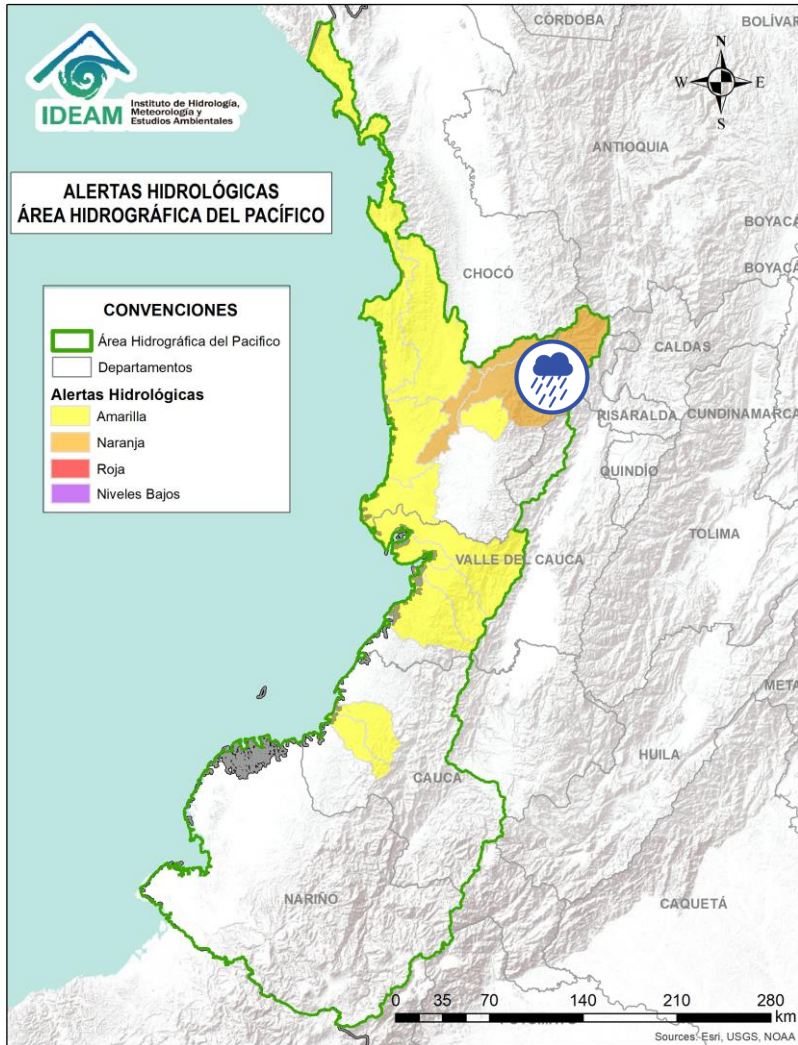 IDEAM
Instituto de Hidrología,
Meteorología y
Estudios Ambientales
ALERTAS HIDROLÓGICAS
ÁREA HIDROGRÁFICA DEL PACÍFICO
CONVENCIONES
Área Hidrográfica del Pacifico
Departamentos
Alertas Hidrológicas
Amarilla
Naranja
Roja
Niveles Bajos
N
W
E
S
CÓRDOBA
BOLÍVAR
ANTIOQUIA
BOYACÁ
BOYACÁ
CHOCÓ
CALDAS
RISARALDA
CUNDINAMARCA
QUINDÍO
TOLIMA
VALLE DEL CAUCA
META
HUILA
CAUCA
NARIÑO
CAQUETÁ
0 35 70 140 210 280
km
Sources: Esri, USGS, NOAA